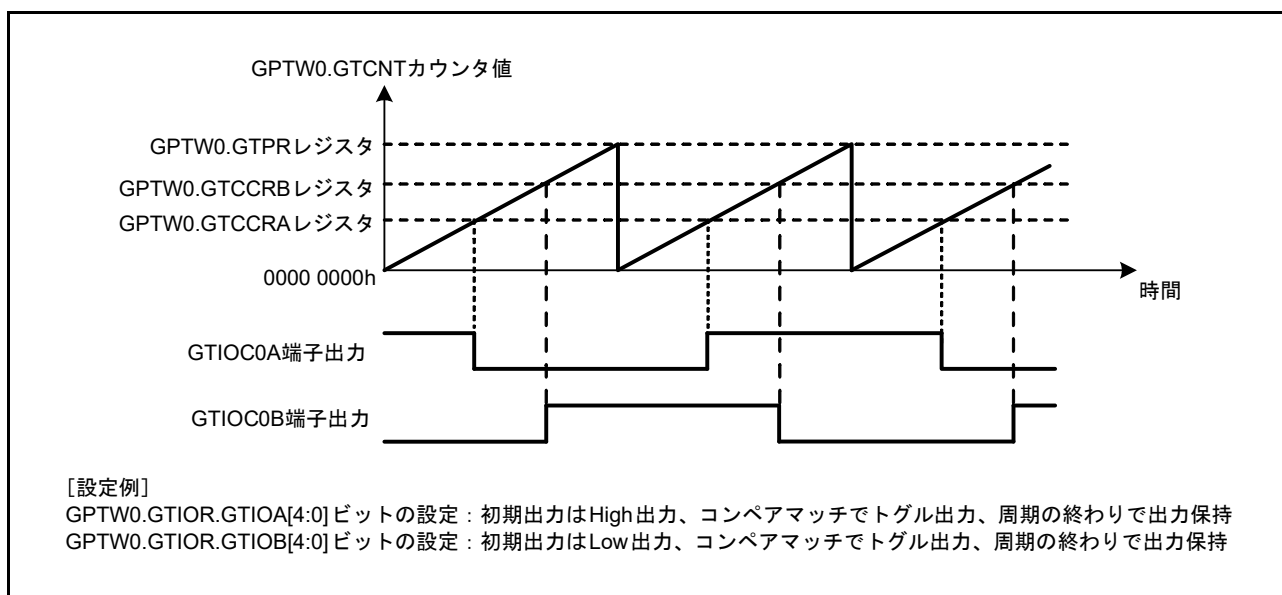 GPTW0.GTCNTカウンタ値
GPTW0.GTPRレジスタ
GPTW0.GTCCRBレジスタ
GPTW0.GTCCRAレジスタ
0000 0000h
時間
GTIOC0A端子出力
GTIOC0B端子出力
[設定例]
GPTW0.GTIOR.GTIOA[4:0]ビットの設定：初期出力はHigh出力、コンペアマッチでトグル出力、周期の終わりで出力保持
GPTW0.GTIOR.GTIOB[4:0]ビットの設定：初期出力はLow出力、コンペアマッチでトグル出力、周期の終わりで出力保持